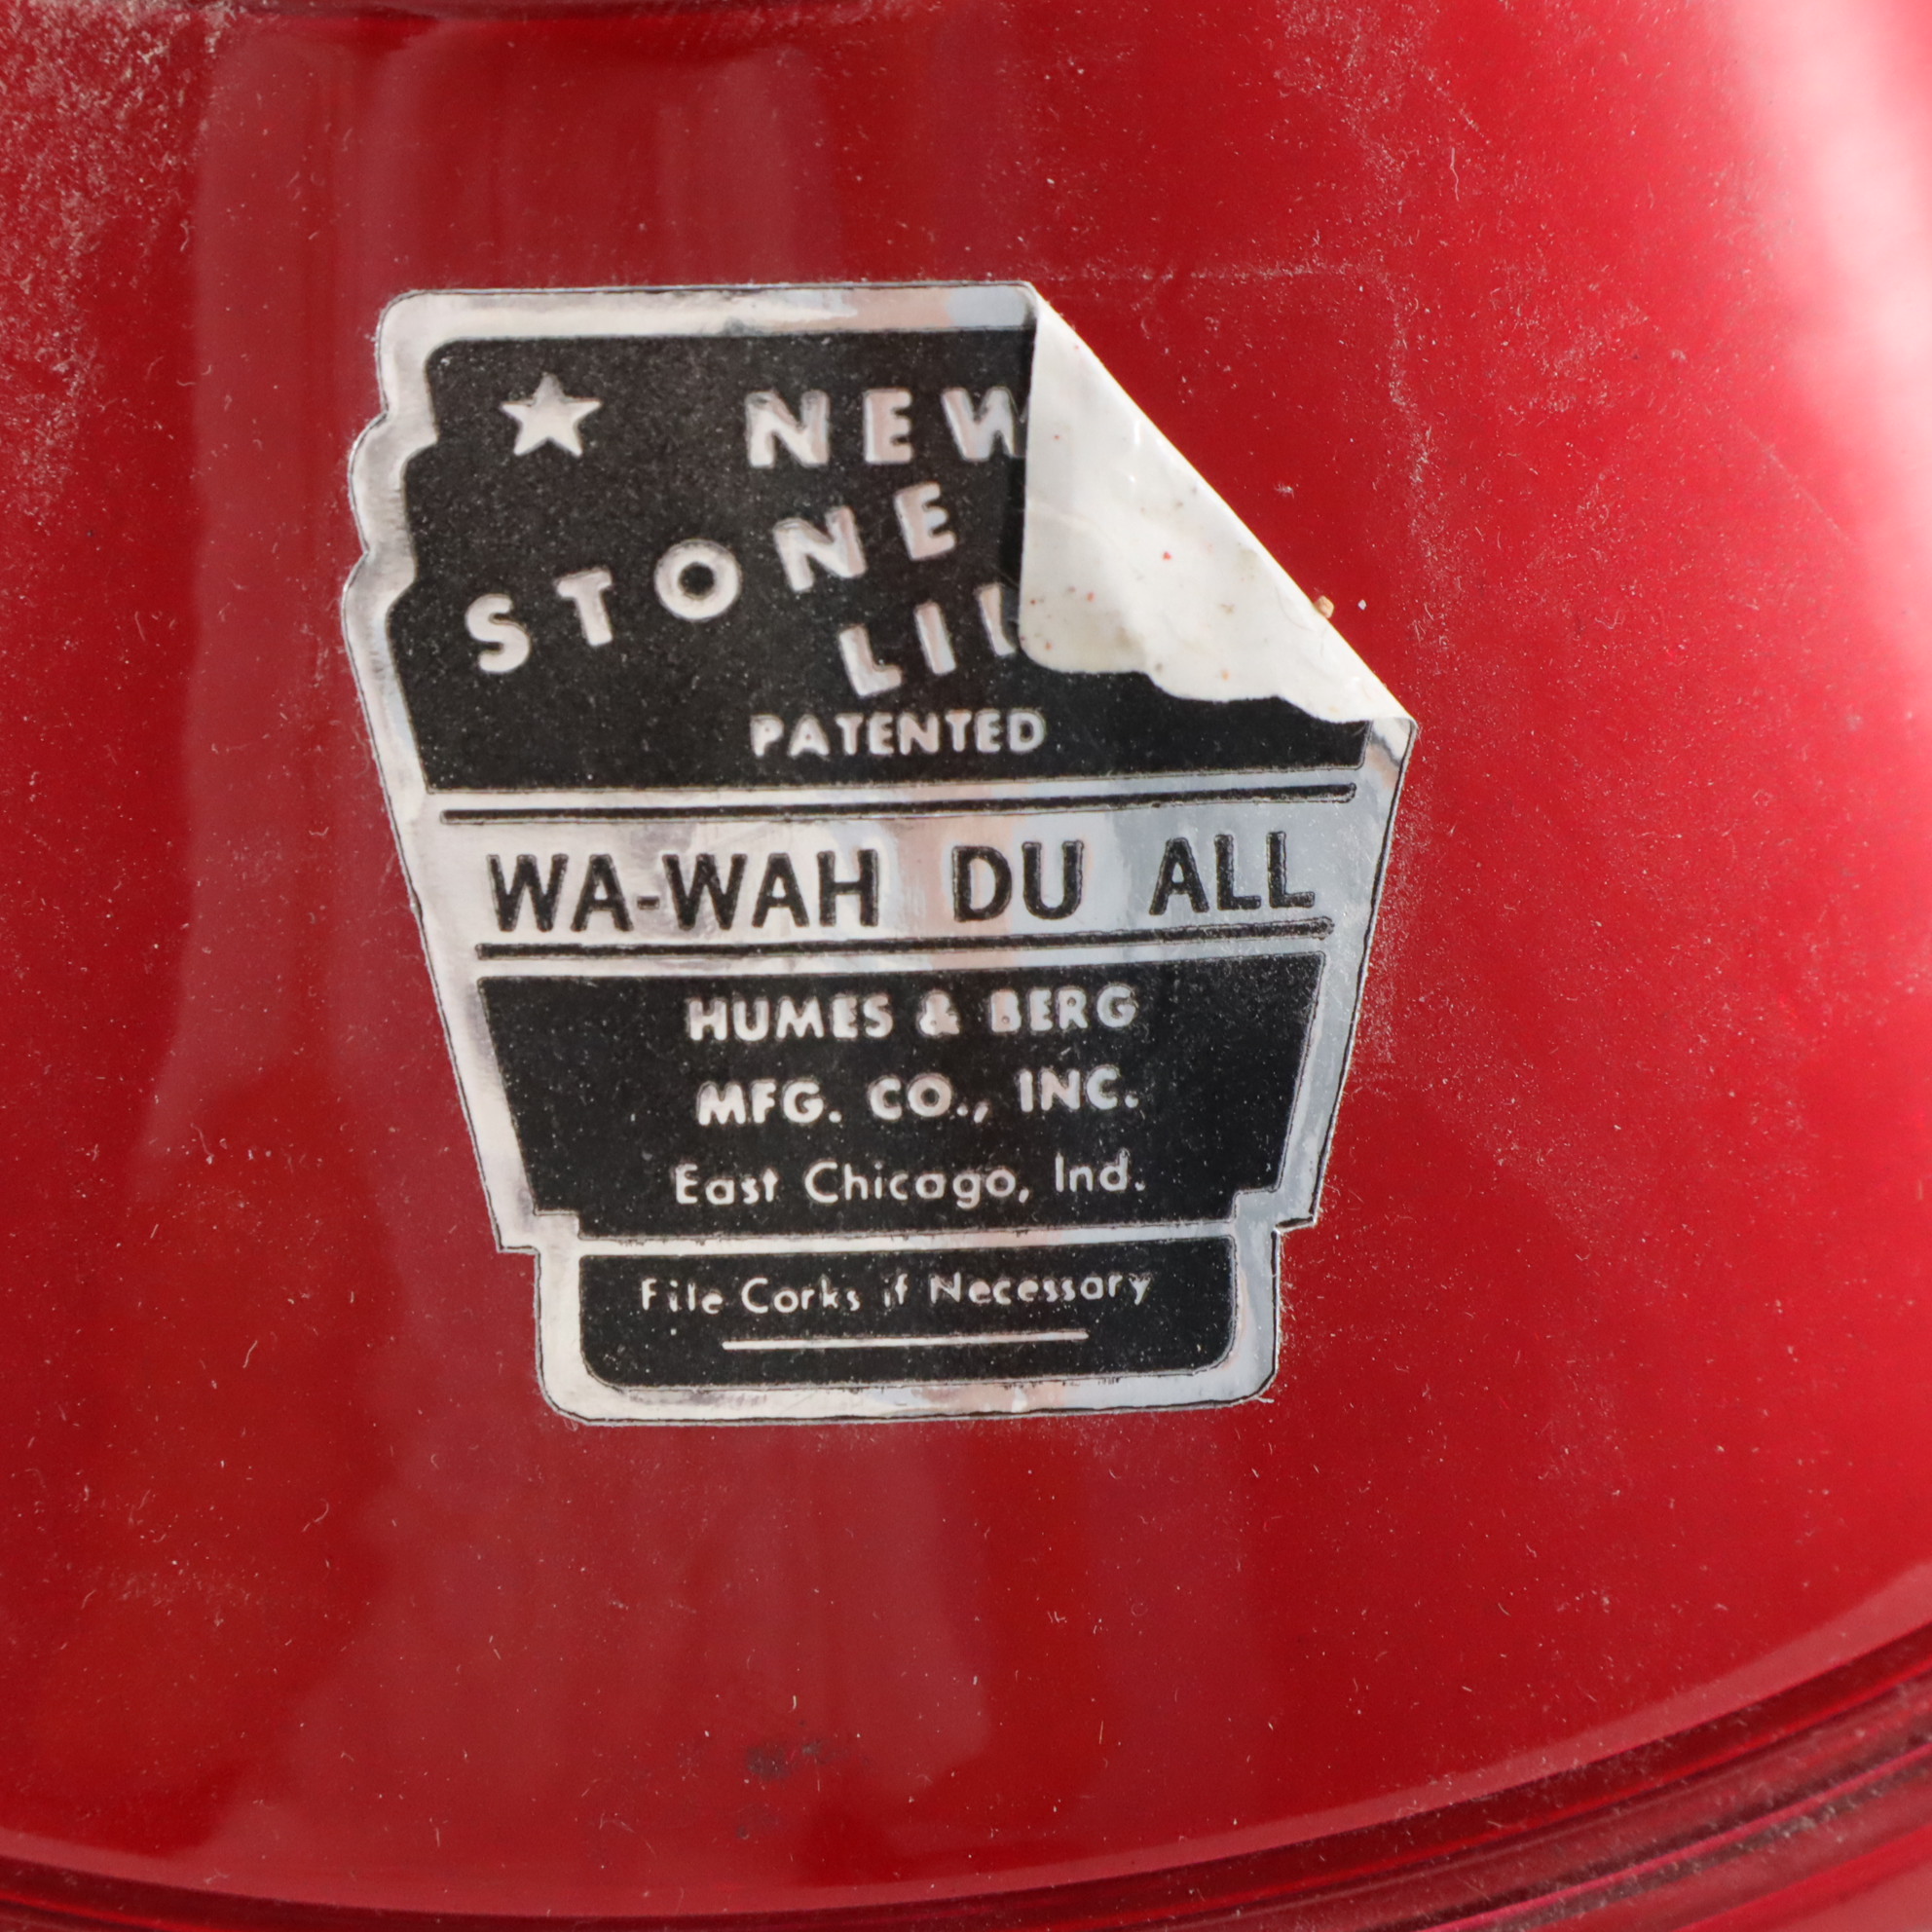 ★ NEW
STONE
LI
PATENTED
WA-WAH DU ALL
HUMES & BERG
MFG. CO., INC.
East Chicago, Ind.
File Corks if Necessary